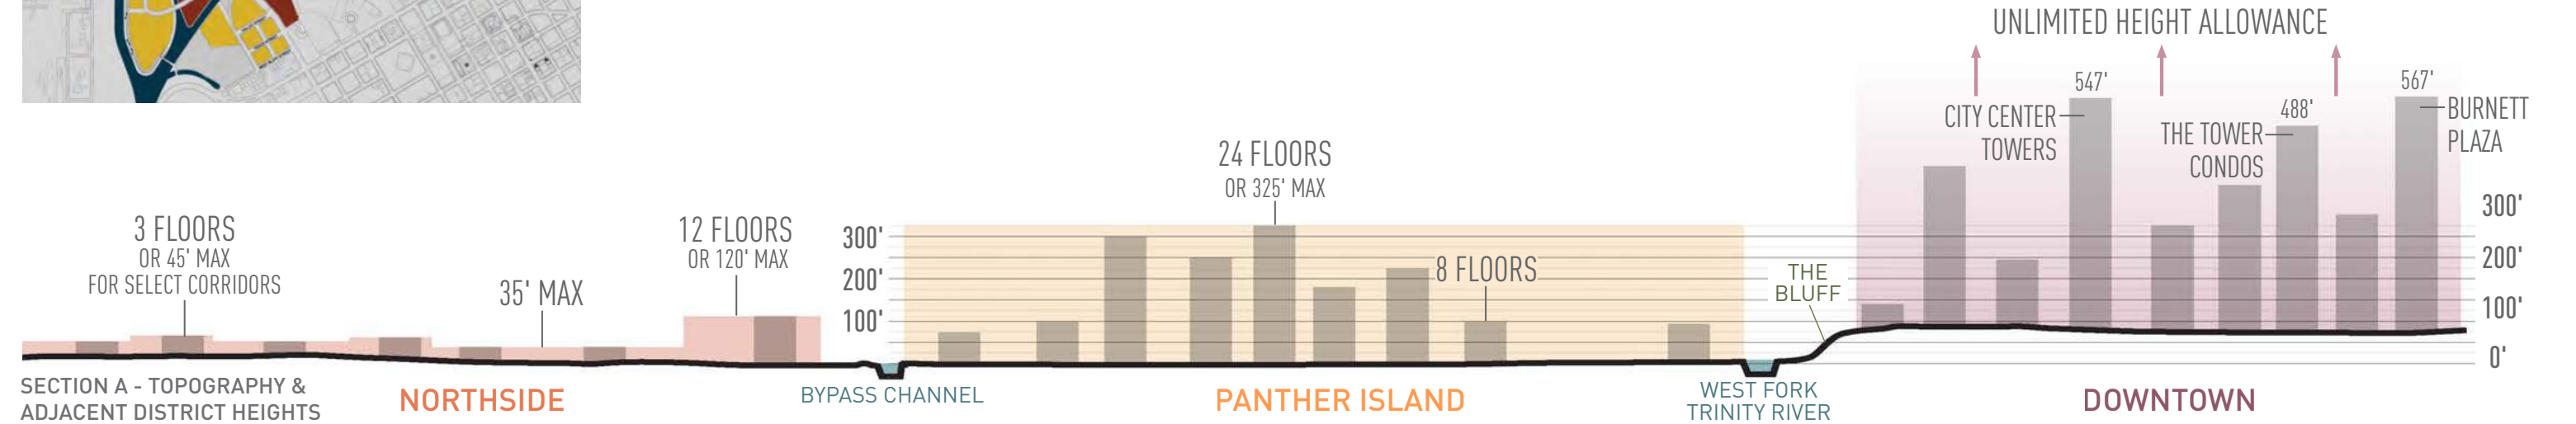 UNLIMITED HEIGHT ALLOWANCE
547'
567'
CITY CENTER
TOWERS
488'
THE TOWER
CONDOS
BURNETT
PLAZA
24 FLOORS
OR 325' MAX
3 FLOORS
OR 45' MAX
FOR SELECT CORRIDORS
35' MAX
12 FLOORS
OR 120' MAX
300'
200'
100'
8 FLOORS
THE
BLUFF
300'
200'
100'
0'
SECTION A - TOPOGRAPHY &
ADJACENT DISTRICT HEIGHTS
NORTHSIDE
BYPASS CHANNEL
PANTHER ISLAND
WEST FORK
TRINITY RIVER
DOWNTOWN